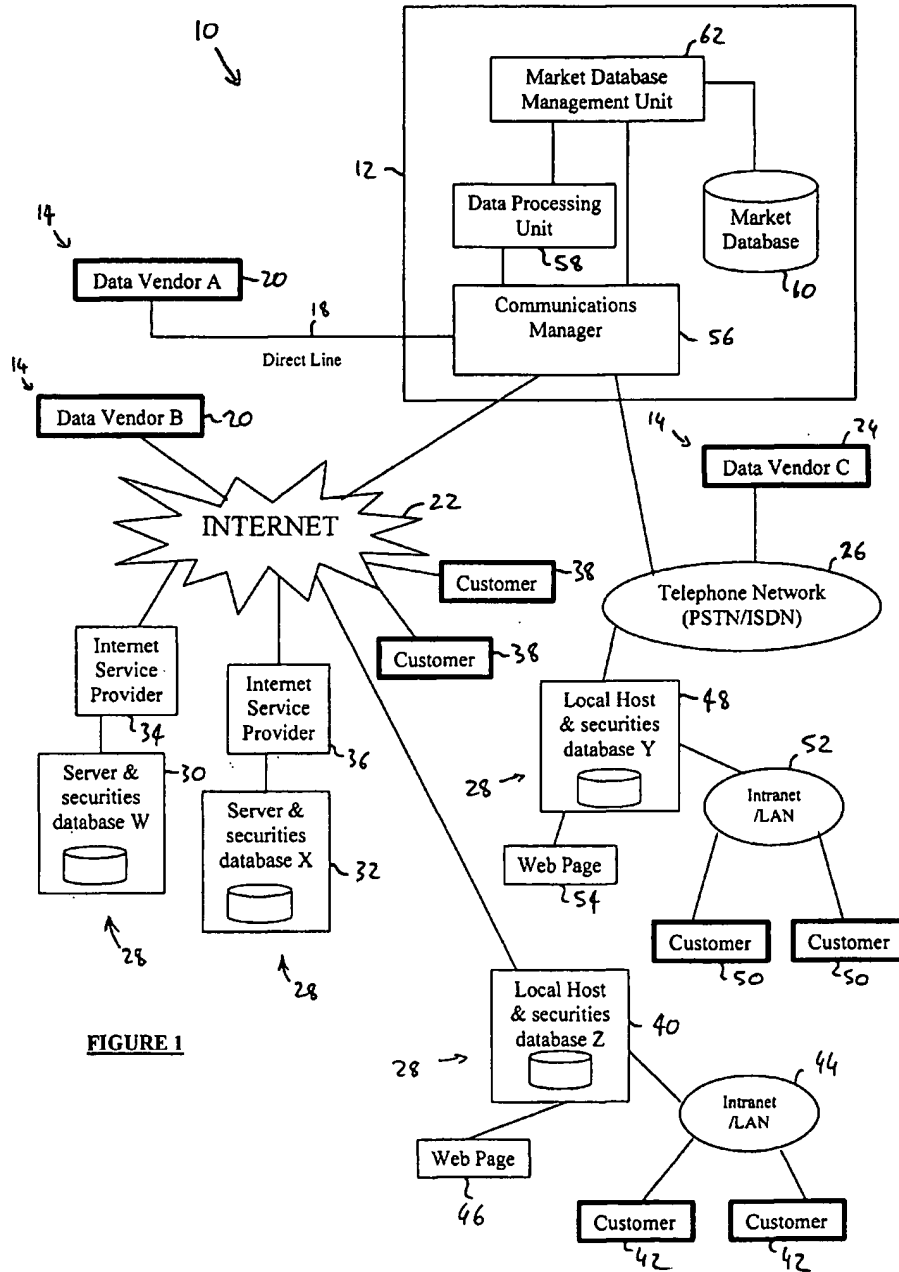 10
62
Market Database
Management Unit
12
Data Processing
Unit
58
Market
Database
60
14
Data Vendor A
20
18
Direct Line
Communications
Manager
56
14
Data Vendor B
20
14
24
Data Vendor C
INTERNET
22
26
Telephone Network
(PSTN/ISDN)
Customer
38
Customer
38
Internet
Service
Provider
34
Internet
Service
Provider
36
Local Host
& securities
database Y
48
28
52
Intranet
/LAN
Server &
securities
database W
30
28
Server &
securities
database X
32
28
Web Page
54
Customer
50
Customer
50
Local Host
& securities
database Z
40
28
44
Intranet
/LAN
Web Page
46
Customer
42
Customer
42
FIGURE 1